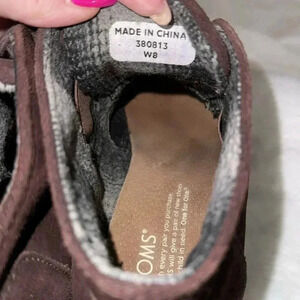 MADE IN CHINA
380813
W8
OMS®
every pair you purchase,
will give a pair of new shoes
in need. One for One.®